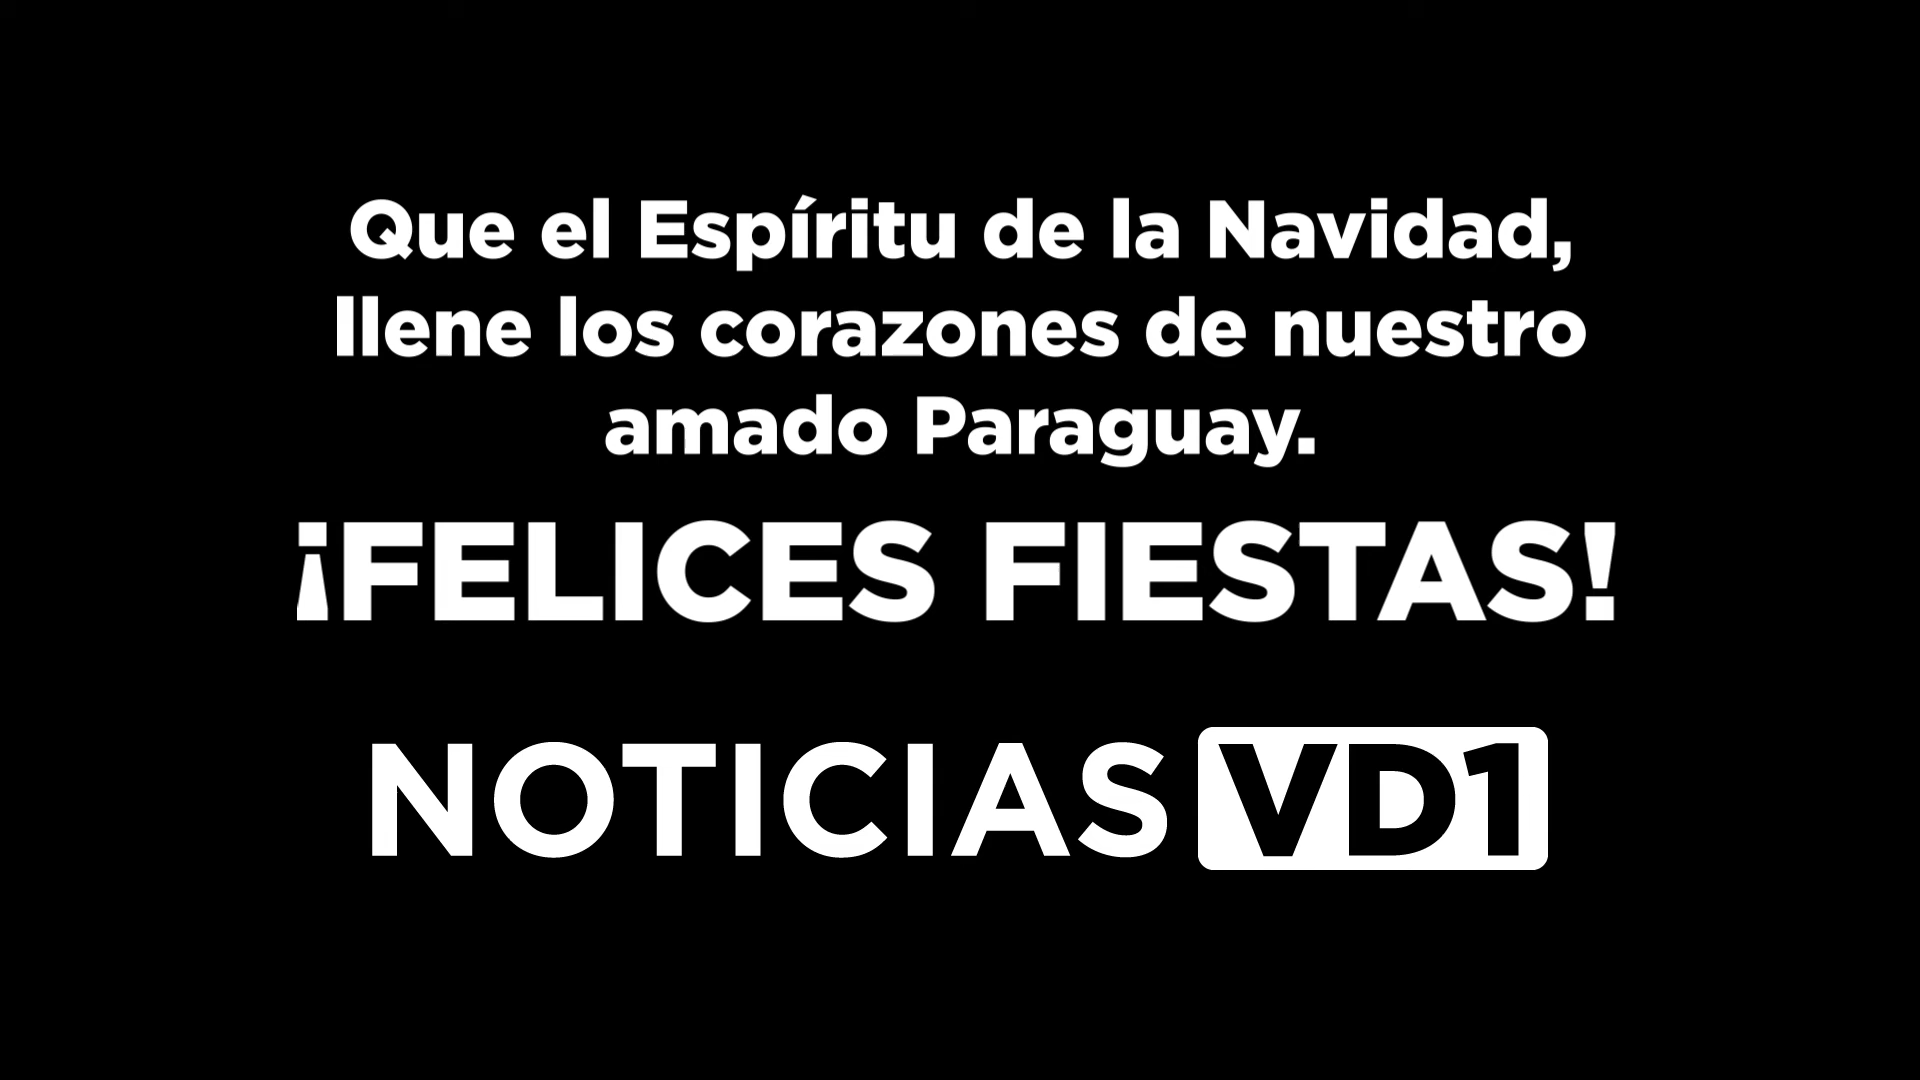 Que el Espíritu de la Navidad,
llene los corazones de nuestro
amado Paraguay.
¡FELICES FIESTAS!
NOTICIAS VD1